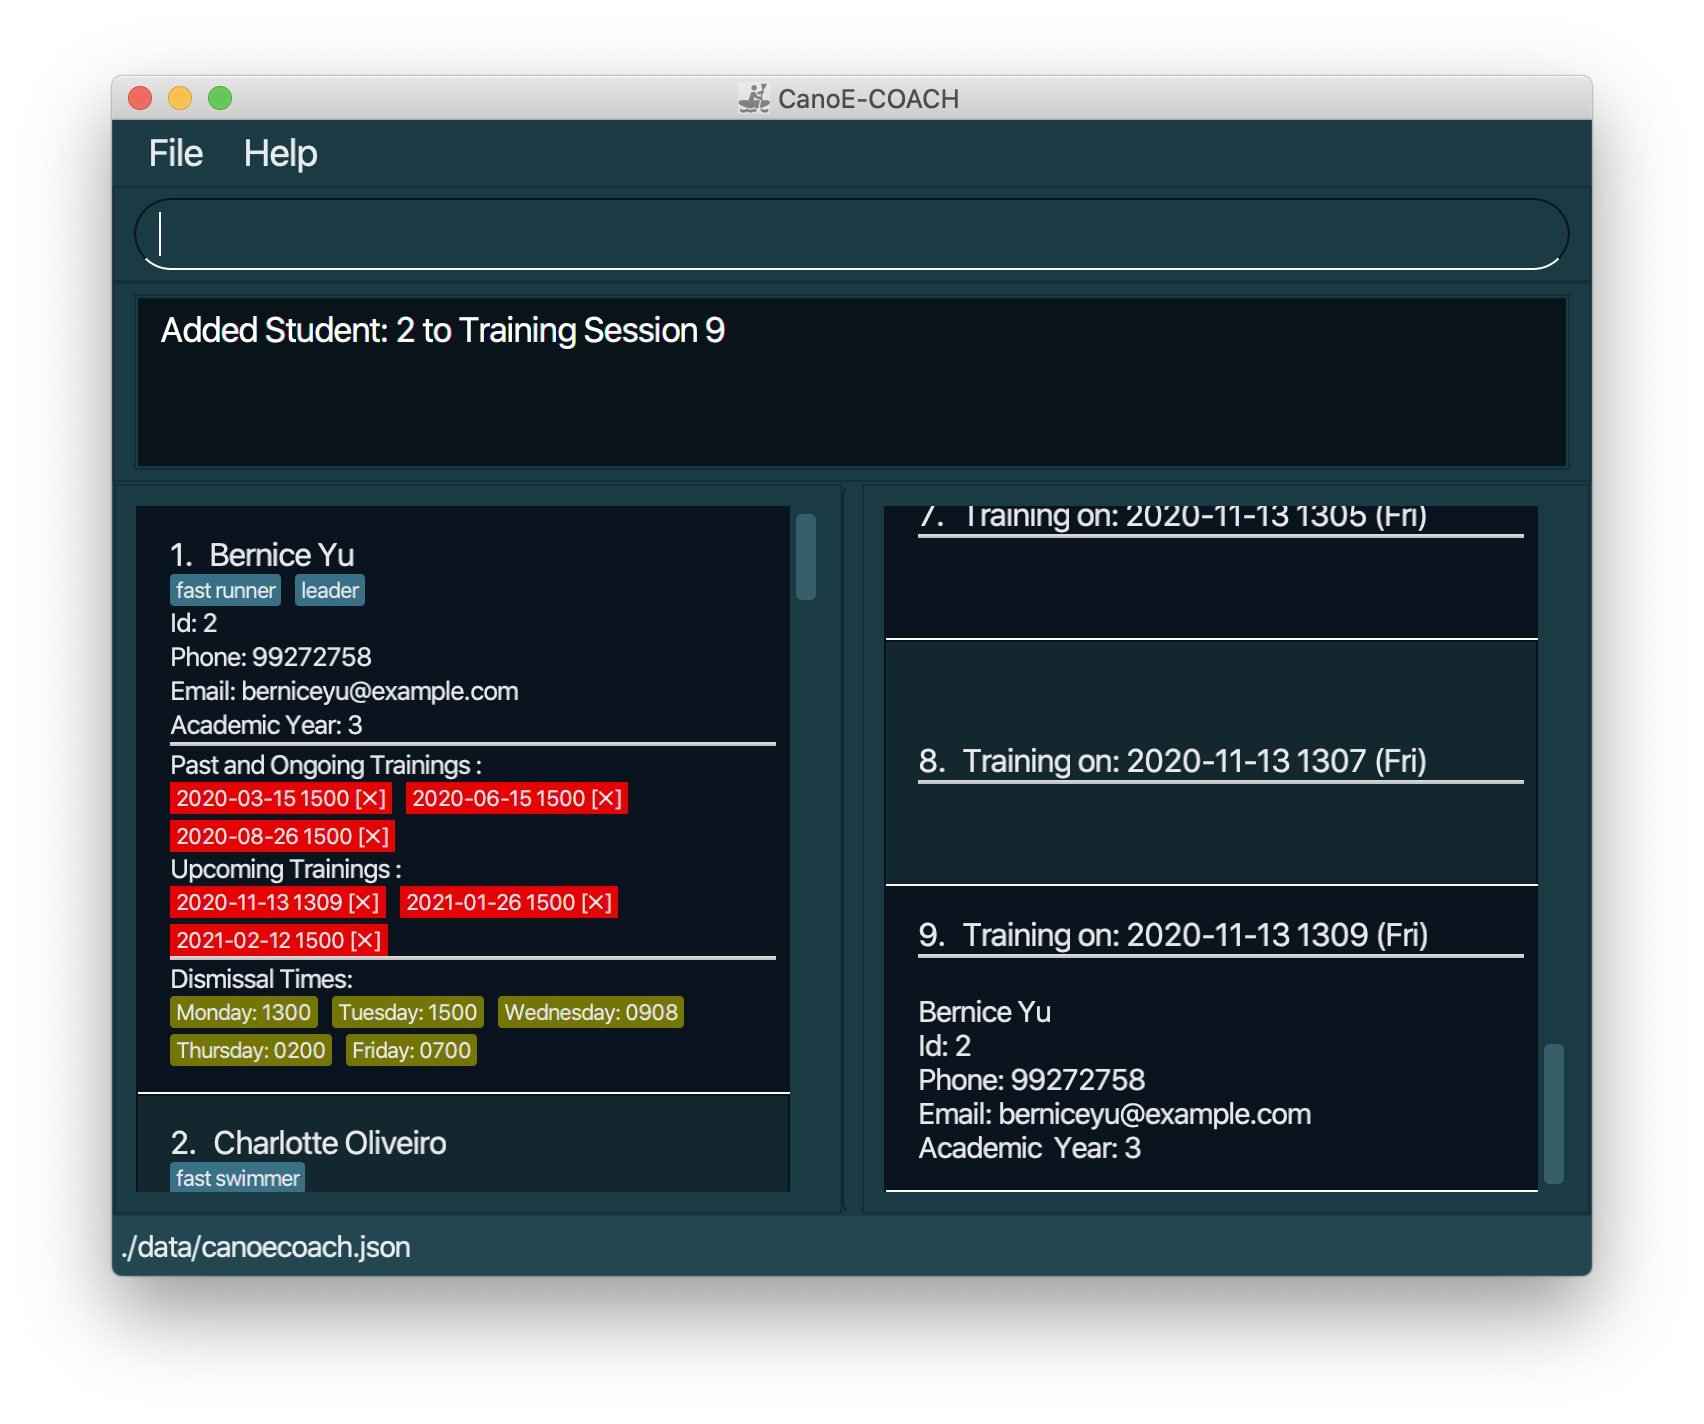 CanoE-COACH
File Help
Added Student: 2 to Training Session 9
1. Bernice Yu
fast runner leader
Id: 2
Phone: 99272758
Email: berniceyu@example.com
Academic Year: 3
Past and Ongoing Trainings :
2020-03-15 1500 [✕] 2020-06-15 1500 [✕]
2020-08-26 1500 [✕]
Upcoming Trainings :
2020-11-13 1309 [✕] 2021-01-26 1500 [✕]
2021-02-12 1500 [✕]
Dismissal Times:
Monday: 1300 Tuesday: 1500 Wednesday: 0908
Thursday: 0200 Friday: 0700
2. Charlotte Oliveiro
fast swimmer
7. Training on: 2020-11-13 1305 (Fri)
8. Training on: 2020-11-13 1307 (Fri)
9. Training on: 2020-11-13 1309 (Fri)
Bernice Yu
Id: 2
Phone: 99272758
Email: berniceyu@example.com
Academic Year: 3
./data/canoecoach.json